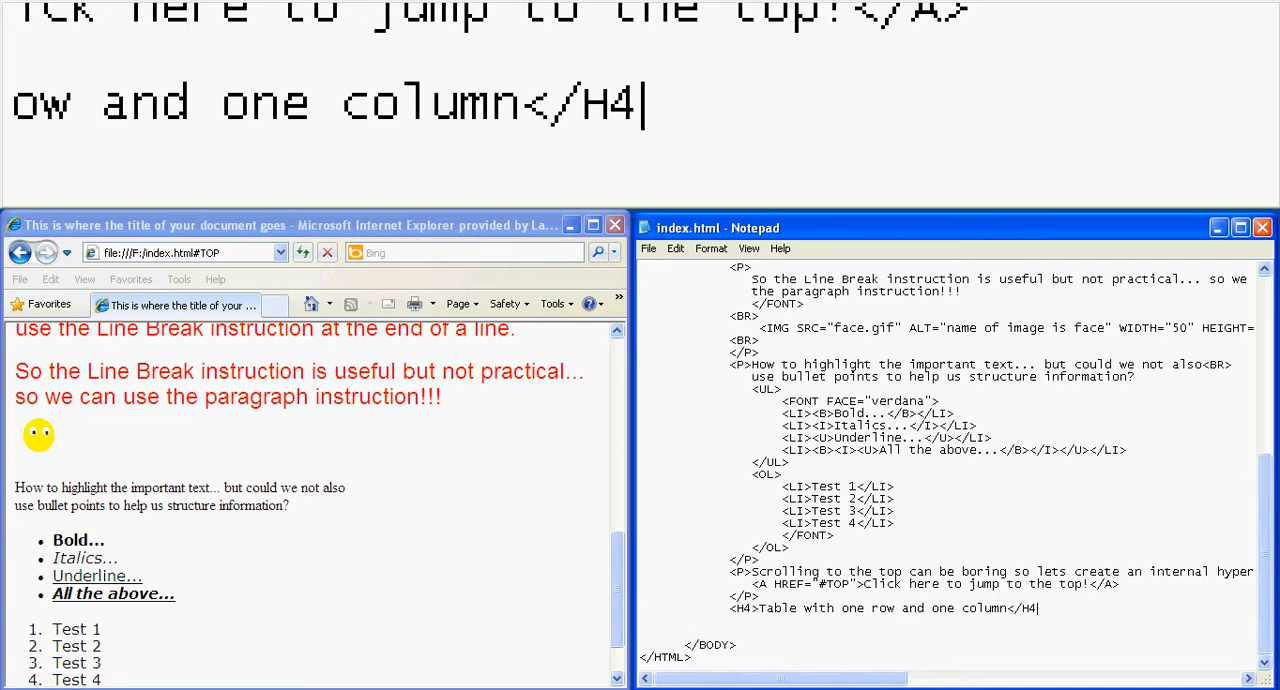 ick here to jump to the top!</A>
ow and one column</H4
This is where the title of your document goes - Microsoft Internet Explorer provided by La...
file:///F:/index.html#TOP
Bing
File Edit View Favorites Tools Help
Favorites
This is where the title of your ...
Page Safety Tools
use the Line Break instruction at the end of a line.
So the Line Break instruction is useful but not practical...
so we can use the paragraph instruction!!!
How to highlight the important text... but could we not also
use bullet points to help us structure information?
Bold...
Italics...
Underline...
All the above...
1. Test 1
2. Test 2
3. Test 3
4. Test 4
index.html - Notepad
File Edit Format View Help
<P>
So the Line Break instruction is useful but not practical... so we
the paragraph instruction!!!
</FONT>
<BR>
<IMG SRC="face.gif" ALT="name of image is face" WIDTH="50" HEIGHT=
<BR>
</P>
<P>How to highlight the important text... but could we not also<BR>
use bullet points to help us structure information?
<UL>
<FONT FACE="verdana">
<LI><B>Bold...</B></LI>
<LI><I>Italics...</I></LI>
<LI><U>Underline...</U></LI>
<LI><B><I><U>All the above...</B></I></U></LI>
</UL>
<OL>
<LI>Test 1</LI>
<LI>Test 2</LI>
<LI>Test 3</LI>
<LI>Test 4</LI>
</FONT>
</OL>
</P>
<P>Scrolling to the top can be boring so lets create an internal hyper
<A HREF="#TOP">Click here to jump to the top!</A>
</P>
<H4>Table with one row and one column</H4
</BODY>
</HTML>